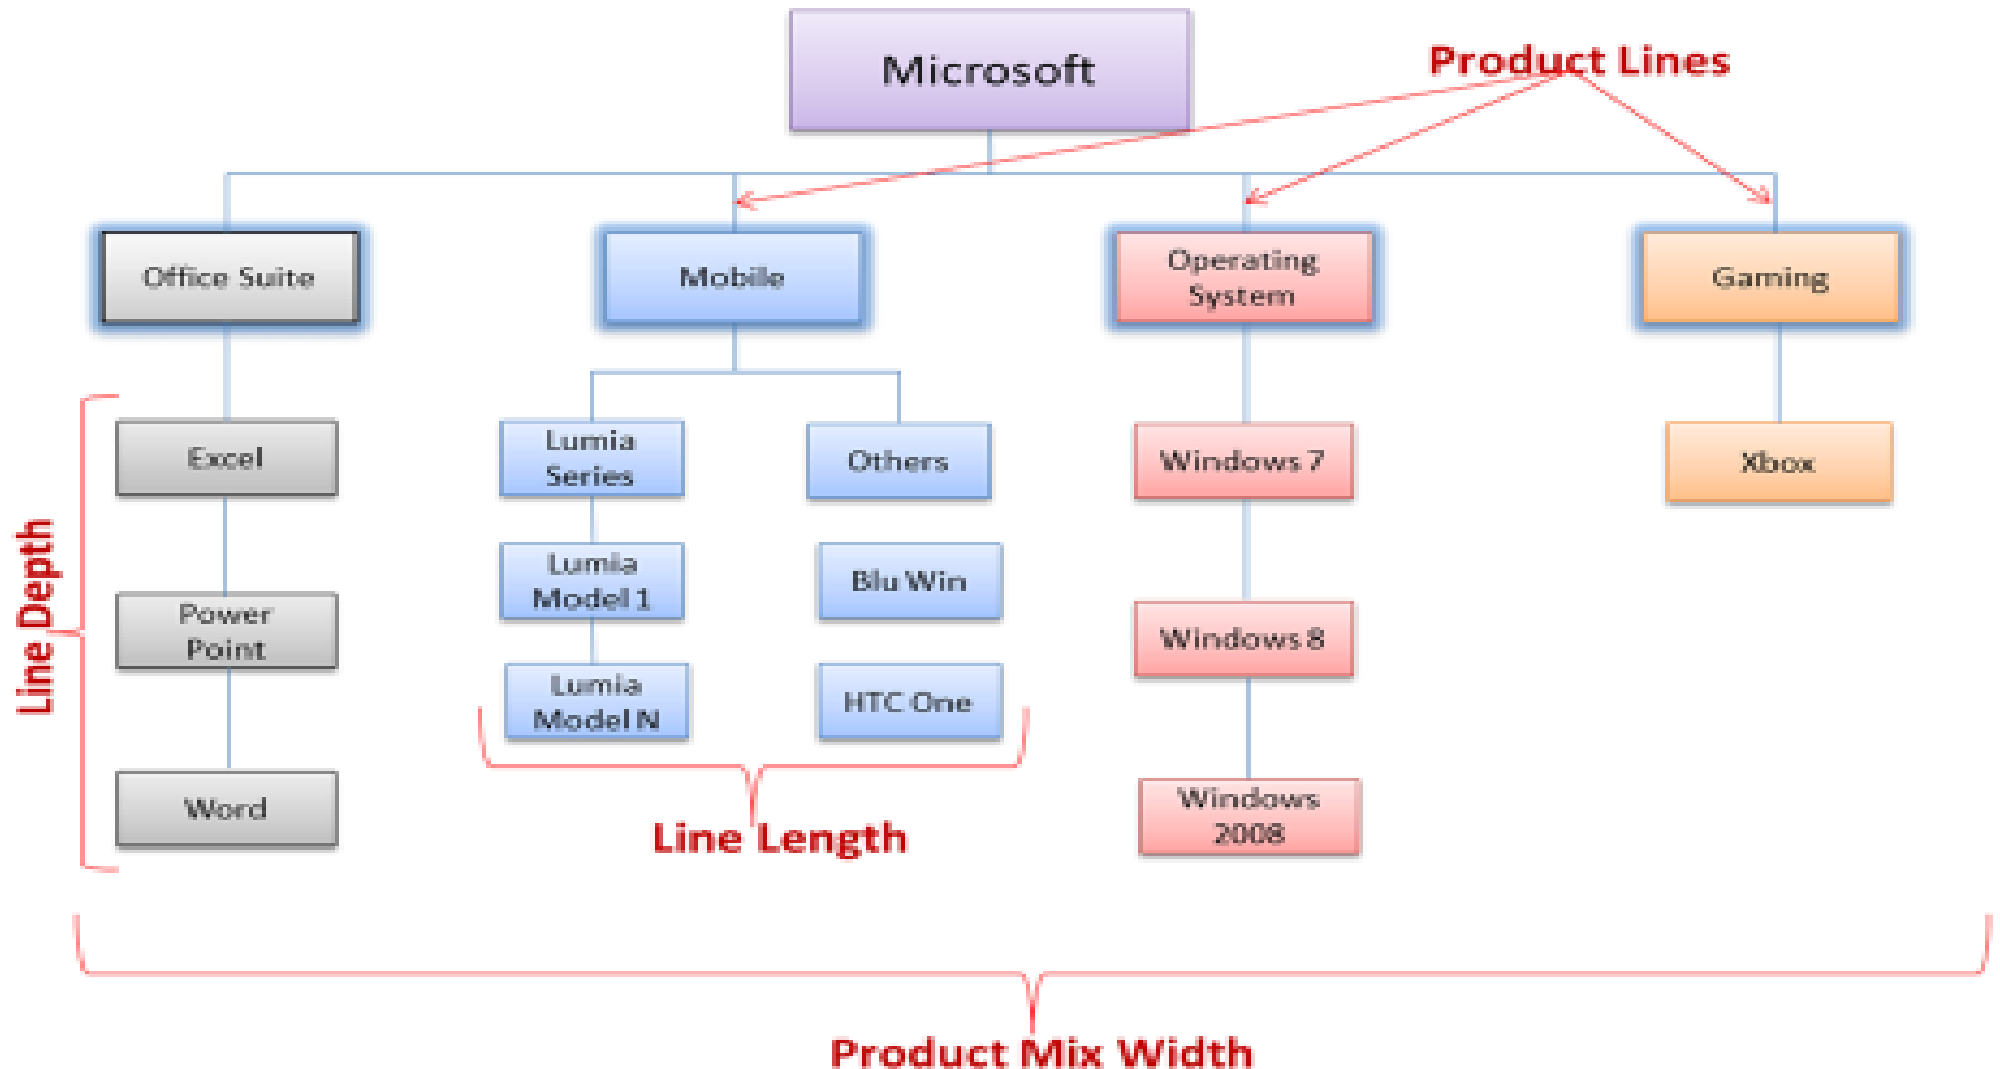 Microsoft
Product Lines
Office Suite
Mobile
Operating
System
Gaming
Excel
Power
Point
Word
Line Depth
Lumia
Series
Lumia
Model 1
Lumia
Model N
Others
Blu Win
HTC One
Line Length
Windows 7
Windows 8
Windows
2008
Xbox
Product Mix Width